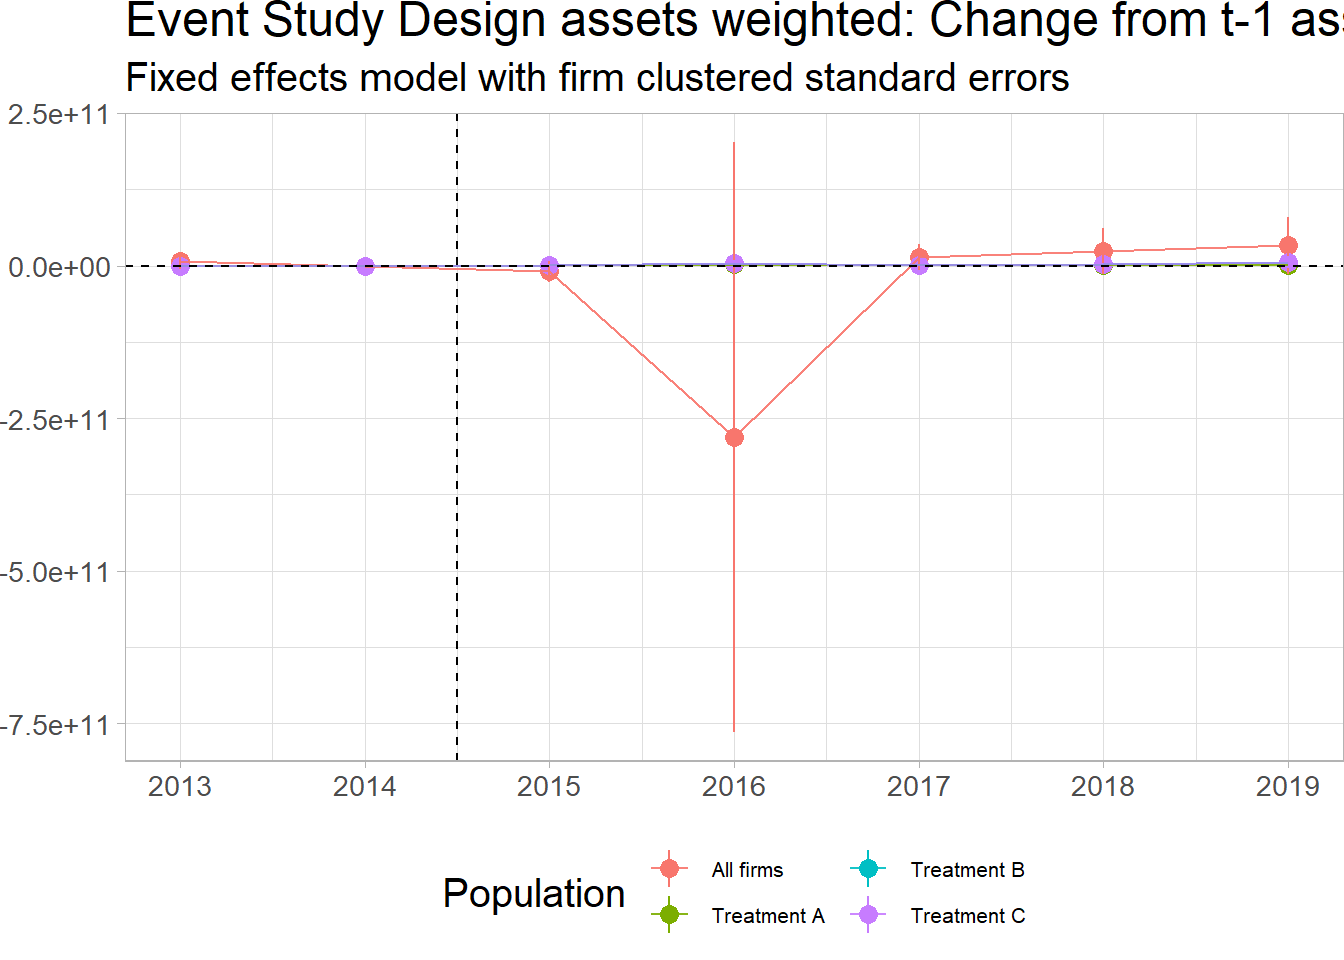 Event Study Design assets weighted: Change from t-1
Fixed effects model with firm clustered standard errors
2.5e+11
0.0e+00
-2.5e+11
-5.0e+11
-7.5e+11
2013 2014 2015 2016 2017 2018 2019
Population
All firms
Treatment A
Treatment B
Treatment C